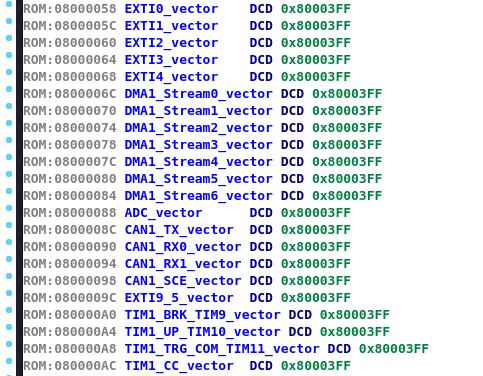 ROM:08000058 EXTI0_vector DCD 0x80003FF
ROM:0800005C EXTI1_vector DCD 0x80003FF
ROM:08000060 EXTI2_vector DCD 0x80003FF
ROM:08000064 EXTI3_vector DCD 0x80003FF
ROM:08000068 EXTI4_vector DCD 0x80003FF
ROM:0800006C DMA1_Stream0_vector DCD 0x80003FF
ROM:08000070 DMA1_Stream1_vector DCD 0x80003FF
ROM:08000074 DMA1_Stream2_vector DCD 0x80003FF
ROM:08000078 DMA1_Stream3_vector DCD 0x80003FF
ROM:0800007C DMA1_Stream4_vector DCD 0x80003FF
ROM:08000080 DMA1_Stream5_vector DCD 0x80003FF
ROM:08000084 DMA1_Stream6_vector DCD 0x80003FF
ROM:08000088 ADC_vector DCD 0x80003FF
ROM:0800008C CAN1_TX_vector DCD 0x80003FF
ROM:08000090 CAN1_RX0_vector DCD 0x80003FF
ROM:08000094 CAN1_RX1_vector DCD 0x80003FF
ROM:08000098 CAN1_SCE_vector DCD 0x80003FF
ROM:0800009C EXTI9_5_vector DCD 0x80003FF
ROM:080000A0 TIM1_BRK_TIM9_vector DCD 0x80003FF
ROM:080000A4 TIM1_UP_TIM10_vector DCD 0x80003FF
ROM:080000A8 TIM1_TRG_COM_TIM11_vector DCD 0x80003FF
ROM:080000AC TIM1_CC_vector DCD 0x80003FF